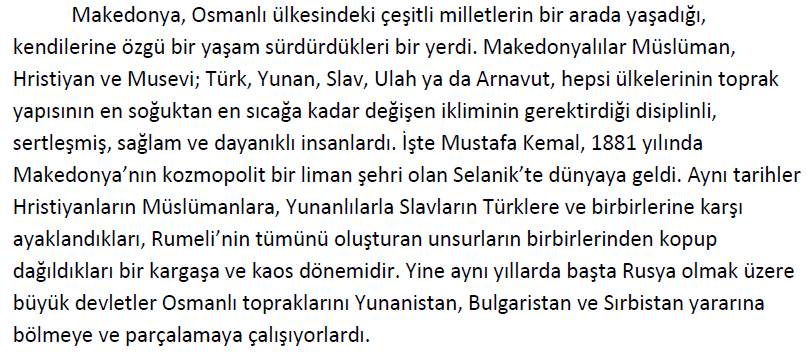 Makedonya, Osmanlı ülkesindeki çeşitli milletlerin bir arada yaşadığı,
kendilerine özgü bir yaşam sürdürdükleri bir yerdi. Makedonyalılar Müslüman,
Hristiyan ve Musevi; Türk, Yunan, Slav, Ulah ya da Arnavut, hepsi ülkelerinin toprak
yapısının en soğuktan en sıcağa kadar değişen ikliminin gerektirdiği disiplinli,
sertleşmiş, sağlam ve dayanıklı insanlardı. İşte Mustafa Kemal, 1881 yılında
Makedonya’nın kozmopolit bir liman şehri olan Selanik’te dünyaya geldi. Aynı tarihler
Hristiyanların Müslümanlara, Yunanlılarla Slavların Türklere ve birbirlerine karşı
ayaklandıkları, Rumeli’nin tümünü oluşturan unsurların birbirlerinden kopup
dağıldıkları bir kargaşa ve kaos dönemidir. Yine aynı yıllarda başta Rusya olmak üzere
büyük devletler Osmanlı topraklarını Yunanistan, Bulgaristan ve Sırbistan yararına
bölmeye ve parçalamaya çalışıyorlardı.